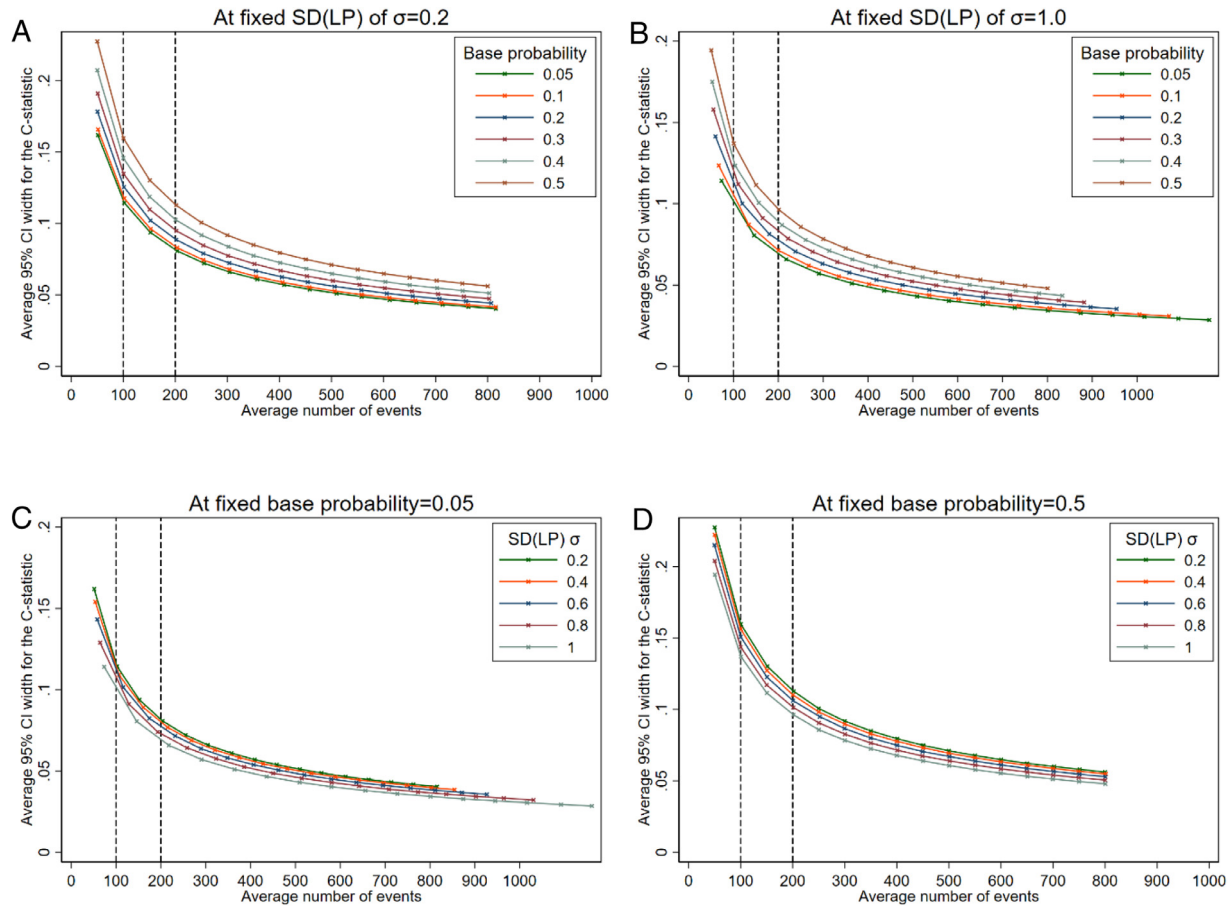 A
At fixed SD(LP) of σ=0.2
Average 95% CI width for the C-statistic
.2
.15
.1
.05
0
Base probability
0.05
0.1
0.2
0.3
0.4
0.5
0 100 200 300 400 500 600 700 800 900 1000
Average number of events
B
At fixed SD(LP) of σ=1.0
Average 95% CI width for the C-statistic
.2
.15
.1
.05
0
Base probability
0.05
0.1
0.2
0.3
0.4
0.5
0 100 200 300 400 500 600 700 800 900 1000
Average number of events
C
At fixed base probability=0.05
Average 95% CI width for the C-statistic
.2
.15
.1
.05
0
SD(LP) σ
0.2
0.4
0.6
0.8
1
0 100 200 300 400 500 600 700 800 900 1000
Average number of events
D
At fixed base probability=0.5
Average 95% CI width for the C-statistic
.2
.15
.1
.05
0
SD(LP) σ
0.2
0.4
0.6
0.8
1
0 100 200 300 400 500 600 700 800 900 1000
Average number of events